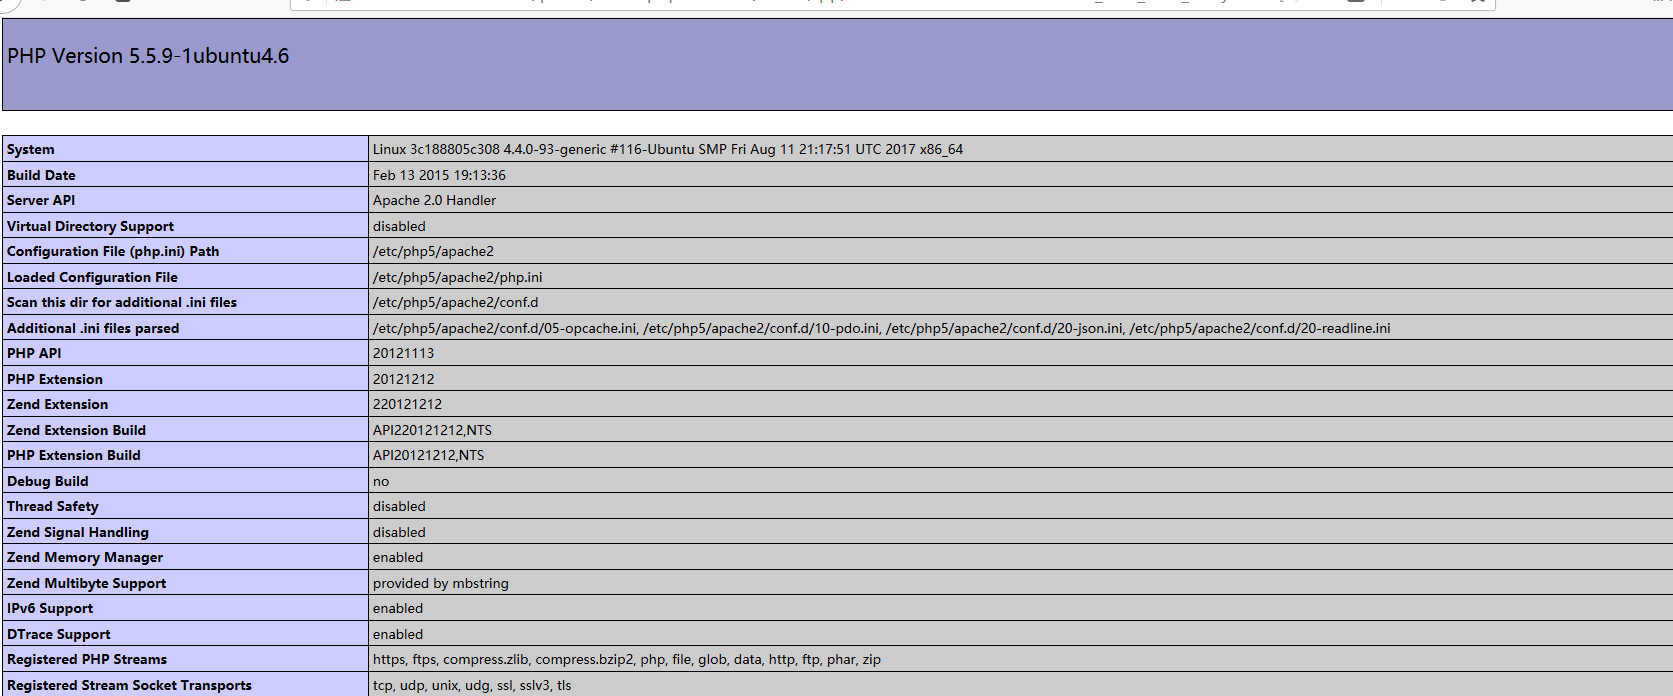 PHP Version 5.5.9-1ubuntu4.6
System Linux 3c188805c308 4.4.0-93-generic #116-Ubuntu SMP Fri Aug 11 21:17:51 UTC 2017 x86_64
Build Date Feb 13 2015 19:13:36
Server API Apache 2.0 Handler
Virtual Directory Support disabled
Configuration File (php.ini) Path /etc/php5/apache2
Loaded Configuration File /etc/php5/apache2/php.ini
Scan this dir for additional .ini files /etc/php5/apache2/conf.d
Additional .ini files parsed /etc/php5/apache2/conf.d/05-opcache.ini, /etc/php5/apache2/conf.d/10-pdo.ini, /etc/php5/apache2/conf.d/20-json.ini, /etc/php5/apache2/conf.d/20-readline.ini
PHP API 20121113
PHP Extension 20121212
Zend Extension 220121212
Zend Extension Build API220121212,NTS
PHP Extension Build API20121212,NTS
Debug Build no
Thread Safety disabled
Zend Signal Handling disabled
Zend Memory Manager enabled
Zend Multibyte Support provided by mbstring
IPv6 Support enabled
DTrace Support enabled
Registered PHP Streams https, ftps, compress.zlib, compress.bzip2, php, file, glob, data, http, ftp, phar, zip
Registered Stream Socket Transports tcp, udp, unix, udg, ssl, sslv3, tls